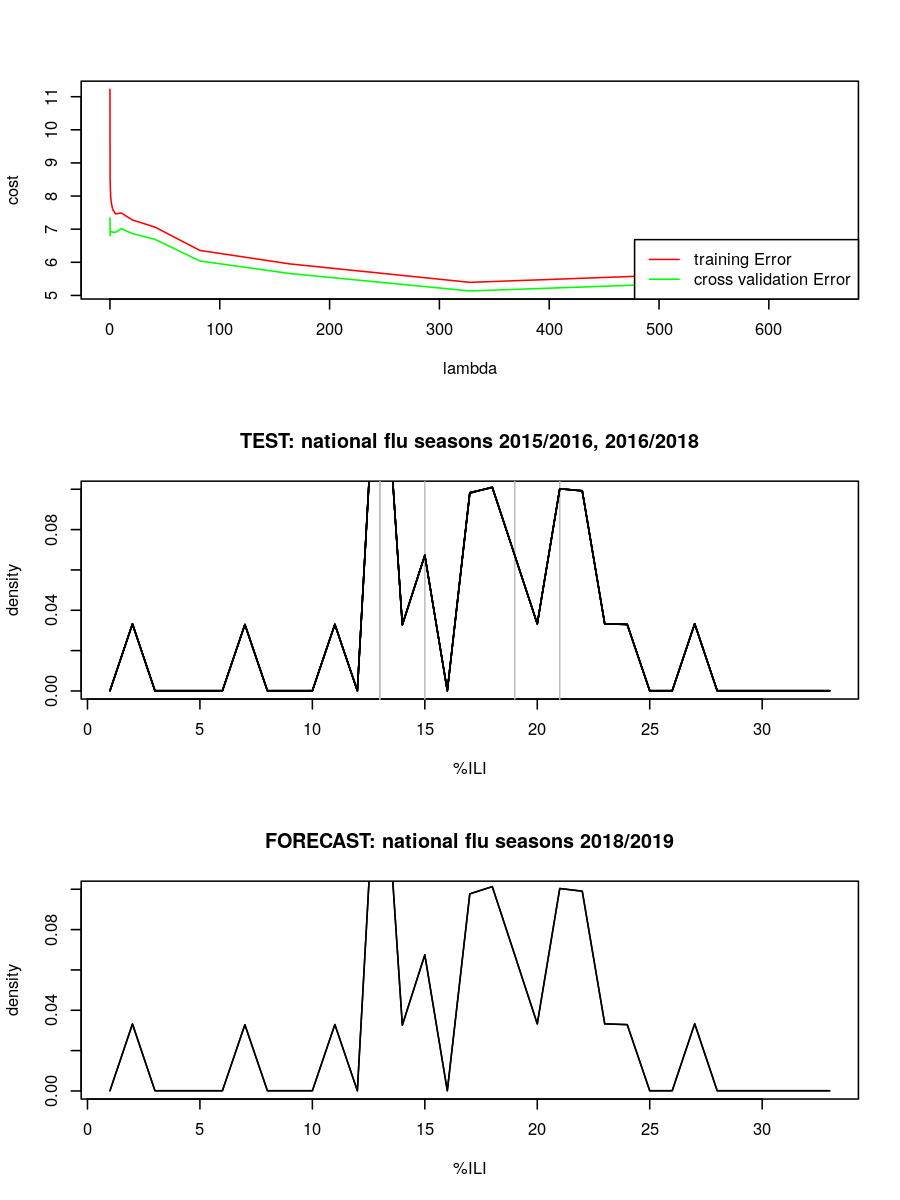 cost
5 6 7 8 9 10 11
training Error
cross validation Error
0 100 200 300 400 500 600
lambda
TEST: national flu seasons 2015/2016, 2016/2018
density
0.00 0.04 0.08
0 5 10 15 20 25 30
%ILI
FORECAST: national flu seasons 2018/2019
density
0.00 0.04 0.08
0 5 10 15 20 25 30
%ILI